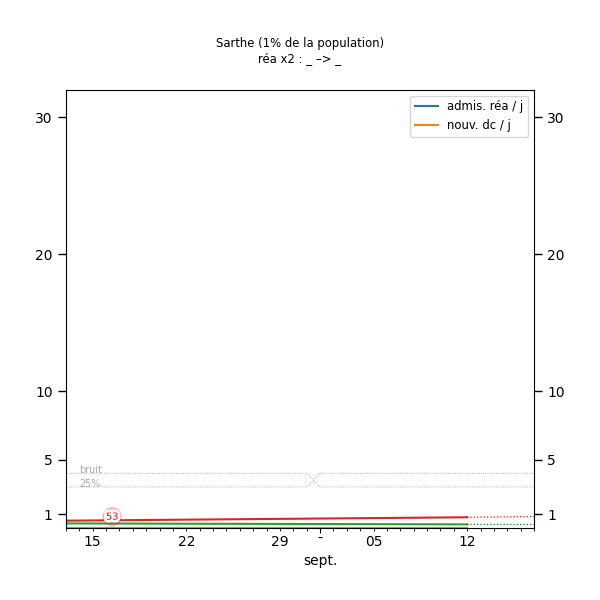 Sarthe (1% de la population)
réa x2 : _ –> _
admis. réa / j
nouv. dc / j
30 30
20 20
10 10
5 5
bruit
25%
1 1
53
15 22 29 - 05 12
sept.